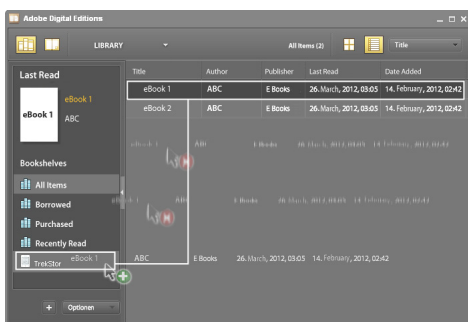 Adobe Digital Editions
LIBRARY
All Items (2)
Title
Last Read
eBook 1
eBook 1
ABC
Title Author Publisher Last Read Date Added
eBook 1 ABC E Books 26. March, 2012, 03:05 14. February, 2012, 02:42
eBook 2 ABC E Books 26. March, 2012, 03:05 14. February, 2012, 02:42
Bookshelves
All Items
Borrowed
Purchased
Recently Read
TrekStor eBook 1 ABC E Books 26. March, 2012, 03:05 14. February, 2012, 02:42
+ Optionen